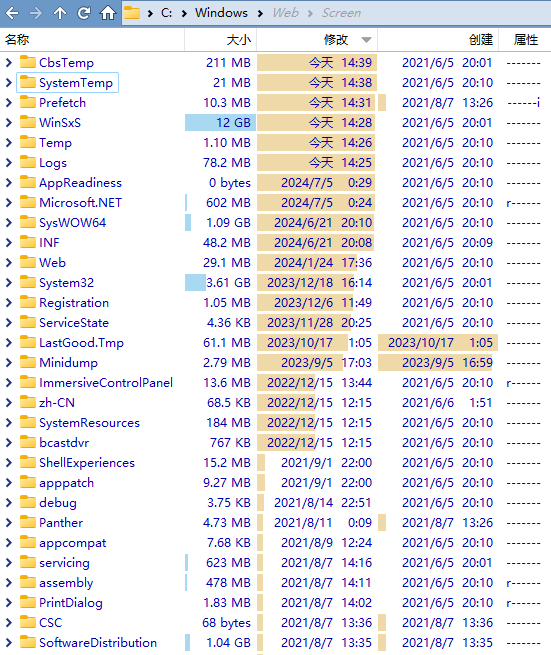 C: Windows Web Screen
名称 大小 修改 创建 属性
CbsTemp 211 MB 今天 14:39 2021/6/5 20:01 -------
SystemTemp 21 MB 今天 14:38 2021/6/5 20:10 -------
Prefetch 10.3 MB 今天 14:31 2021/8/7 13:26 ------i
WinSxS 12 GB 今天 14:28 2021/6/5 20:01 -------
Temp 1.10 MB 今天 14:26 2021/6/5 20:10 -------
Logs 78.2 MB 今天 14:25 2021/6/5 20:10 -------
AppReadiness 0 bytes 2024/7/5 0:29 2021/6/5 20:10 -------
Microsoft.NET 602 MB 2024/7/5 0:24 2021/6/5 20:10 r------
SysWOW64 1.09 GB 2024/6/21 20:10 2021/6/5 20:10 -------
INF 48.2 MB 2024/6/21 20:08 2021/6/5 20:09 -------
Web 29.1 MB 2024/1/24 17:36 2021/6/5 20:10 -------
System32 3.61 GB 2023/12/18 16:14 2021/6/5 20:01 -------
Registration 1.05 MB 2023/12/6 11:49 2021/6/5 20:10 -------
ServiceState 4.36 KB 2023/11/28 20:25 2021/6/5 20:10 -------
LastGood.Tmp 61.1 MB 2023/10/17 1:05 2023/10/17 1:05 -------
Minidump 2.79 MB 2023/9/5 17:03 2023/9/5 16:59 -------
ImmersiveControlPanel 13.6 MB 2022/12/15 13:44 2021/6/5 20:10 r------
zh-CN 68.5 KB 2022/12/15 12:15 2021/6/6 1:51 -------
SystemResources 184 MB 2022/12/15 12:15 2021/6/5 20:10 -------
bcastdvr 767 KB 2022/12/15 12:15 2021/6/5 20:10 -------
ShellExperiences 15.2 MB 2021/9/1 22:00 2021/6/5 20:10 -------
apppatch 9.27 MB 2021/9/1 22:00 2021/6/5 20:10 -------
debug 3.75 KB 2021/8/14 22:51 2021/6/5 20:10 -------
Panther 4.73 MB 2021/8/11 0:09 2021/8/7 13:26 -------
appcompat 7.68 KB 2021/8/9 12:24 2021/6/5 20:10 -------
servicing 623 MB 2021/8/7 14:16 2021/6/5 20:01 -------
assembly 478 MB 2021/8/7 14:11 2021/6/5 20:10 r------
PrintDialog 1.83 MB 2021/8/7 14:02 2021/6/5 20:10 r------
CSC 68 bytes 2021/8/7 13:36 2021/8/7 13:36 -------
SoftwareDistribution 1.04 GB 2021/8/7 13:35 2021/8/7 13:35 -------